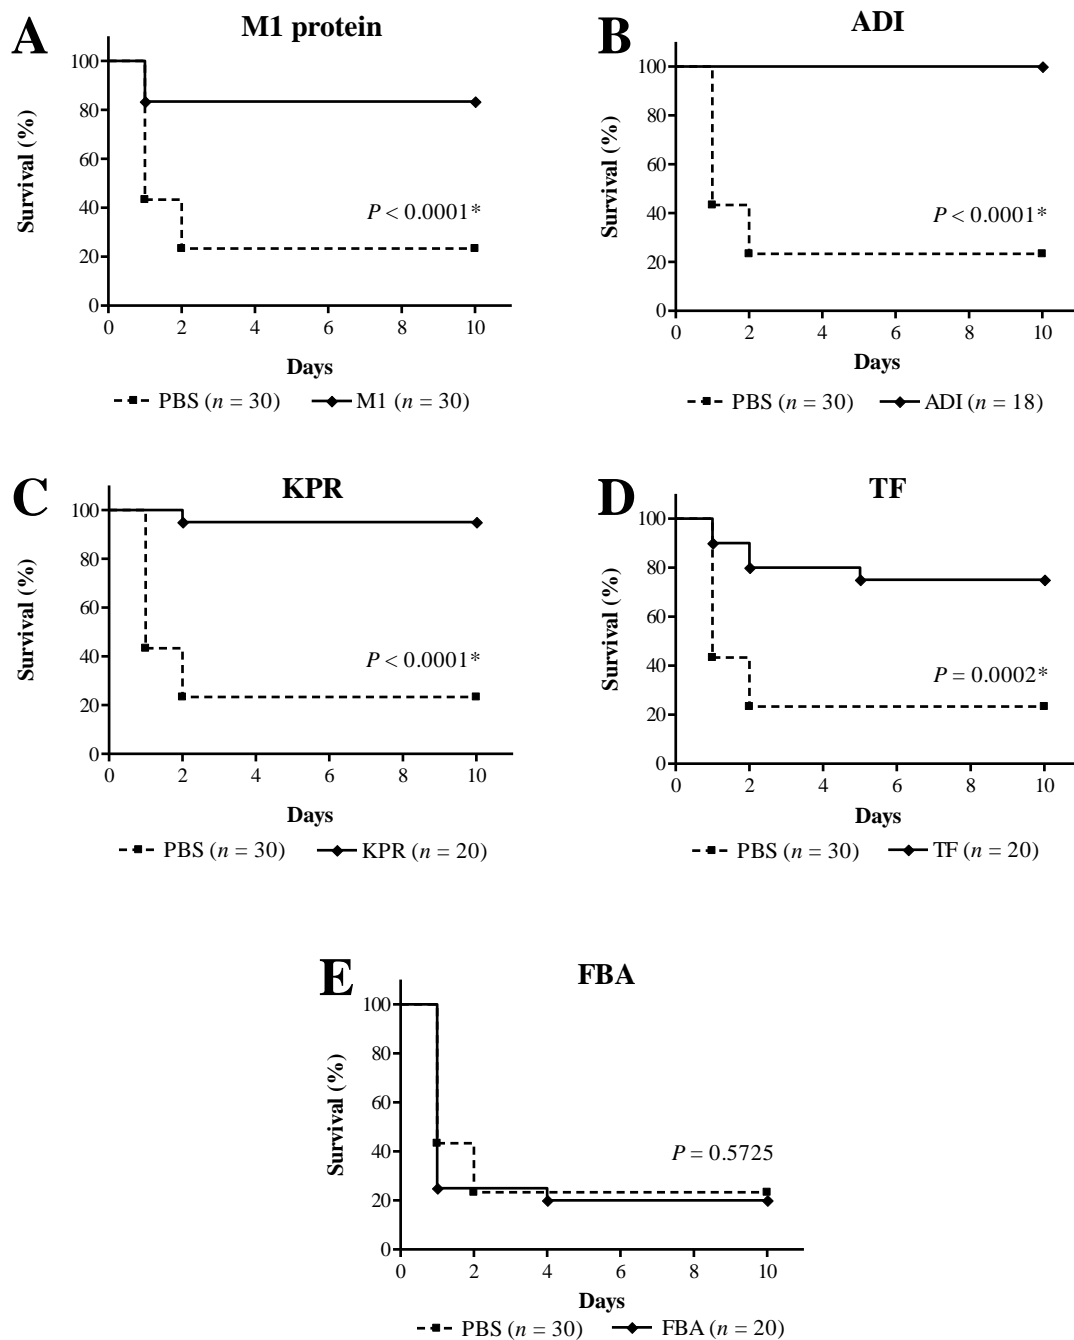 A
M1 protein
Survival (%)
100
80
60
40
20
0
P < 0.0001*
0 2 4 6 8 10
Days
PBS (n = 30) M1 (n = 30)
B
ADI
Survival (%)
100
80
60
40
20
0
P < 0.0001*
0 2 4 6 8 10
Days
PBS (n = 30) ADI (n = 18)
C
KPR
Survival (%)
100
80
60
40
20
0
P < 0.0001*
0 2 4 6 8 10
Days
PBS (n = 30) KPR (n = 20)
D
TF
Survival (%)
100
80
60
40
20
0
P = 0.0002*
0 2 4 6 8 10
Days
PBS (n = 30) TF (n = 20)
E
FBA
Survival (%)
100
80
60
40
20
0
P = 0.5725
0 2 4 6 8 10
Days
PBS (n = 30) FBA (n = 20)